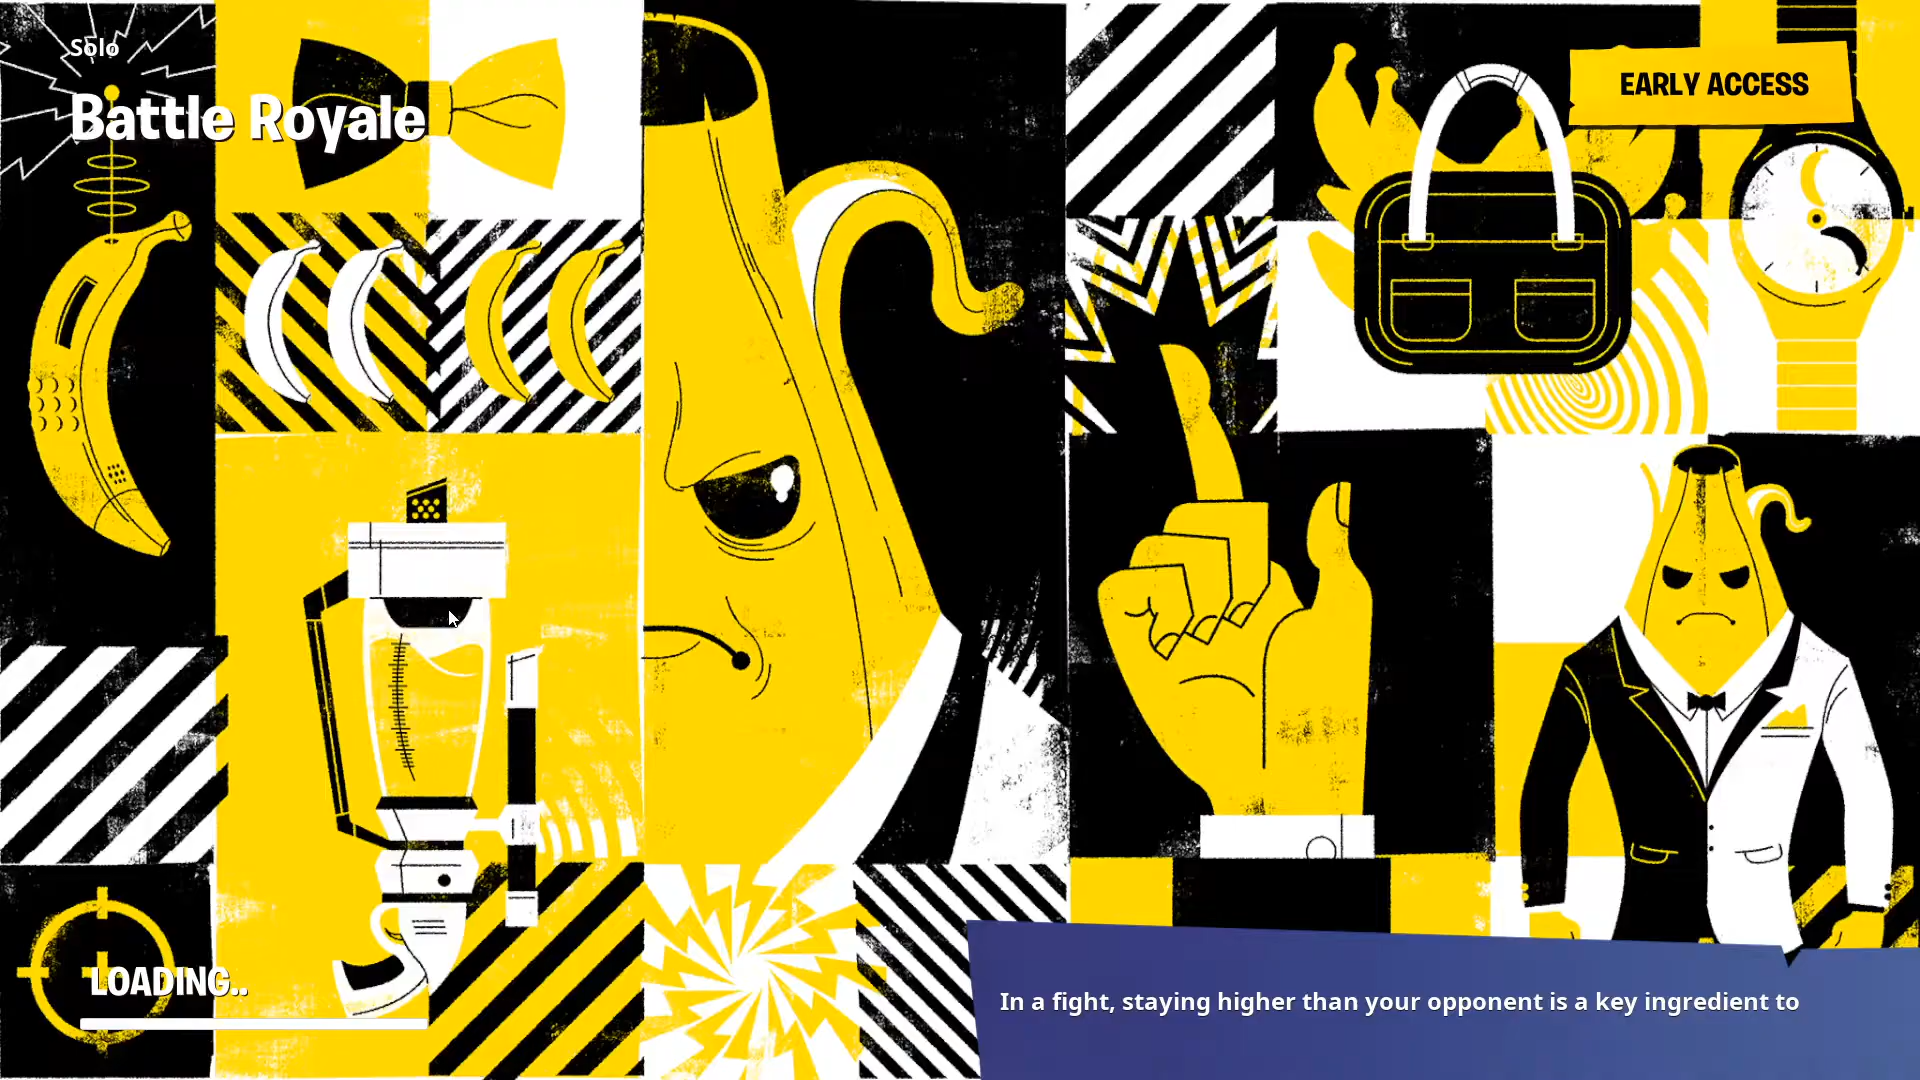 Solo
Battle Royale
EARLY ACCESS
LOADING..
In a fight, staying higher than your opponent is a key ingredient to